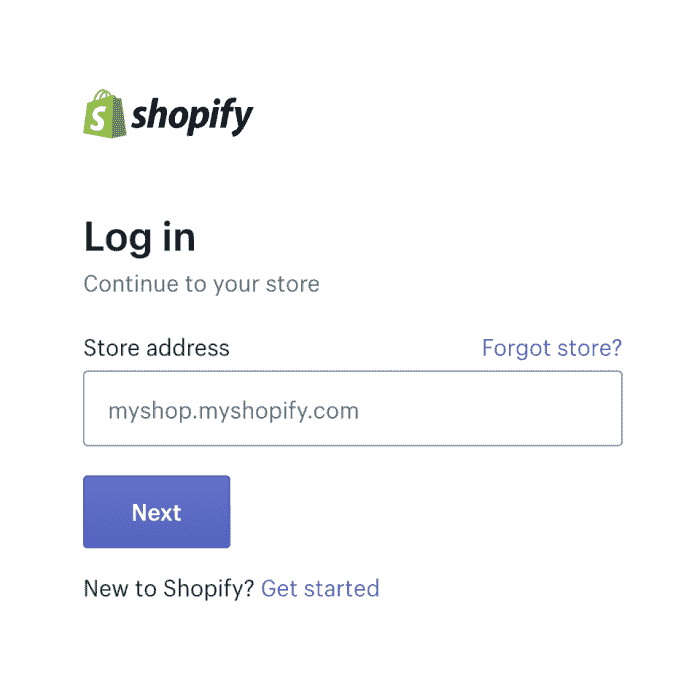 shopify
Log in
Continue to your store
Store address Forgot store?
myshop.myshopify.com
Next
New to Shopify? Get started